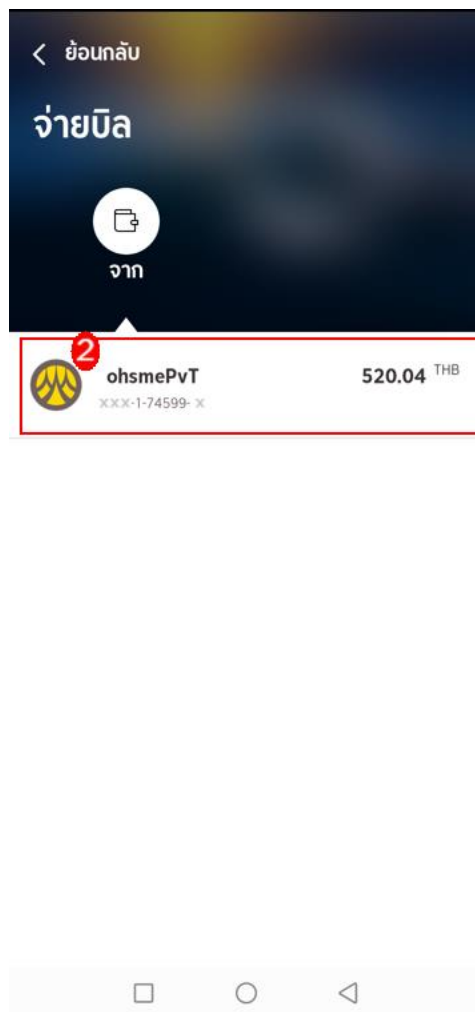 ย้อนกลับ
จ่ายบิล
จาก
2
ohsmePvT
520.04 THB
xxx-1-74599- x